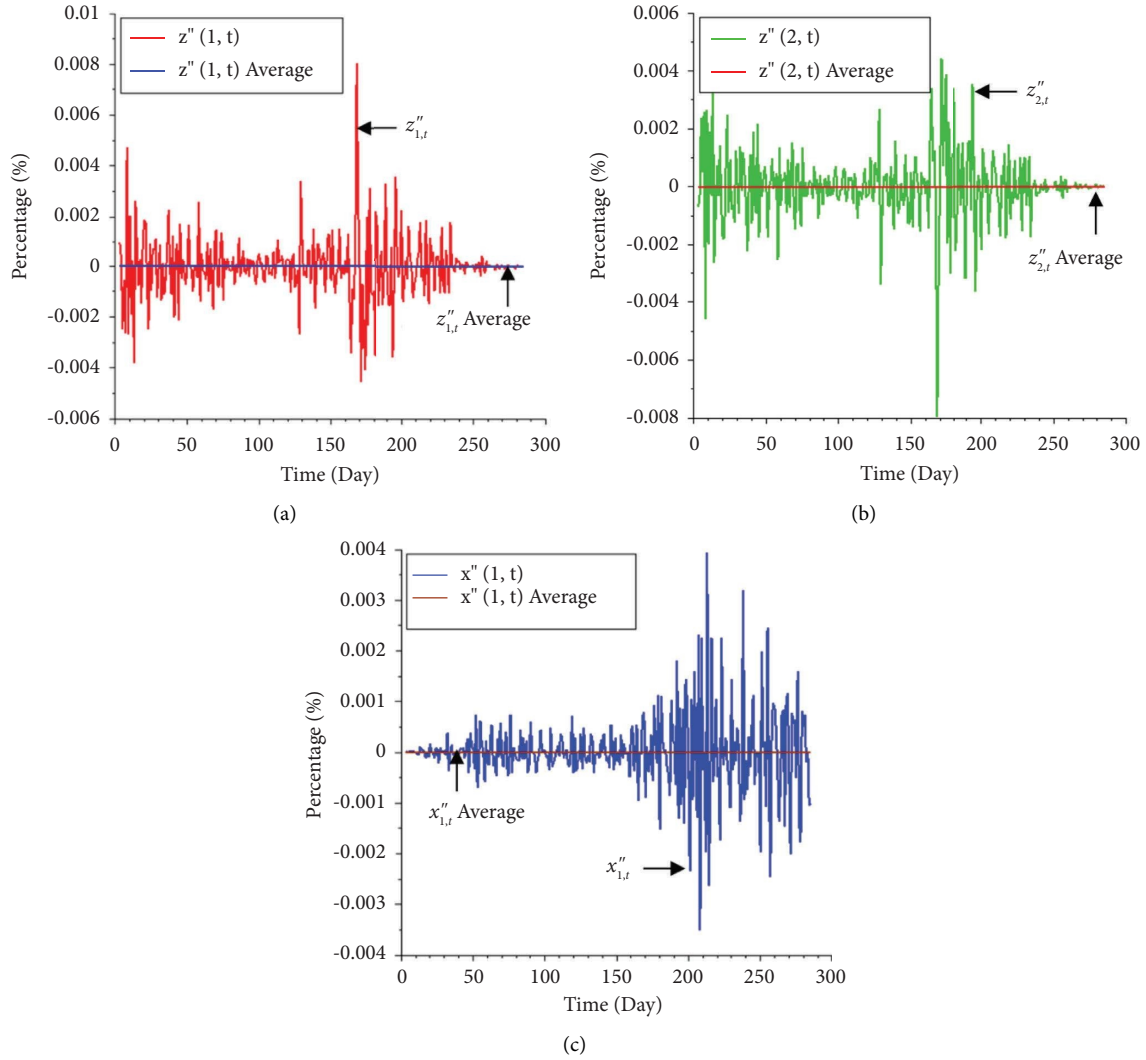 0.01
0.008
0.006
0.004
0.002
0
-0.002
-0.004
-0.006
Percentage (%)
z" (1, t)
z" (1, t) Average
z″1,t
z″1,t Average
0 50 100 150 200 250 300
Time (Day)
(a)
0.006
0.004
0.002
0
-0.002
-0.004
-0.006
-0.008
Percentage (%)
z" (2, t)
z" (2, t) Average
z″2,t
z″2,t Average
0 50 100 150 200 250 300
Time (Day)
(b)
0.004
0.003
0.002
0.001
0
-0.001
-0.002
-0.003
-0.004
Percentage (%)
x" (1, t)
x" (1, t) Average
x″1,t Average
x″1,t
0 50 100 150 200 250 300
Time (Day)
(c)